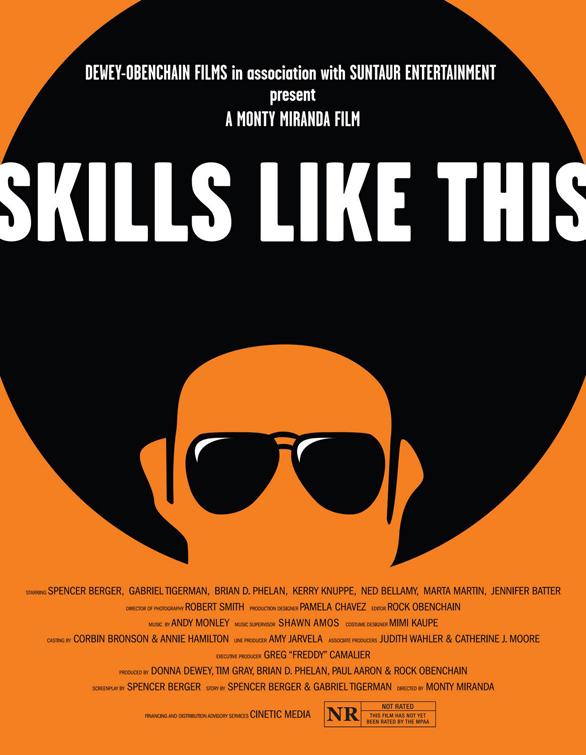 DEWEY-OBENCHAIN FILMS in association with SUNTAUR ENTERTAINMENT
present
A MONTY MIRANDA FILM
SKILLS LIKE THIS
STARRING SPENCER BERGER, GABRIEL TIGERMAN, BRIAN D. PHELAN, KERRY KNUPPE, NED BELLAMY, MARTA MARTIN, JENNIFER BATTER
DIRECTOR OF PHOTOGRAPHY ROBERT SMITH PRODUCTION DESIGNER PAMELA CHAVEZ EDITOR ROCK OBENCHAIN
MUSIC BY ANDY MONLEY MUSIC SUPERVISOR SHAWN AMOS COSTUME DESIGNER MIMI KAUPE
CASTING BY CORBIN BRONSON & ANNIE HAMILTON LINE PRODUCER AMY JARVELA ASSOCIATE PRODUCERS JUDITH WAHLER & CATHERINE J. MOORE
EXECUTIVE PRODUCER GREG "FREDDY" CAMALIER
PRODUCED BY DONNA DEWEY, TIM GRAY, BRIAN D. PHELAN, PAUL AARON & ROCK OBENCHAIN
SCREENPLAY BY SPENCER BERGER STORY BY SPENCER BERGER & GABRIEL TIGERMAN DIRECTED BY MONTY MIRANDA
FINANCING AND DISTRIBUTION ADVISORY SERVICES CINETIC MEDIA
NR
NOT RATED
THIS FILM HAS NOT YET
BEEN RATED BY THE MPAA